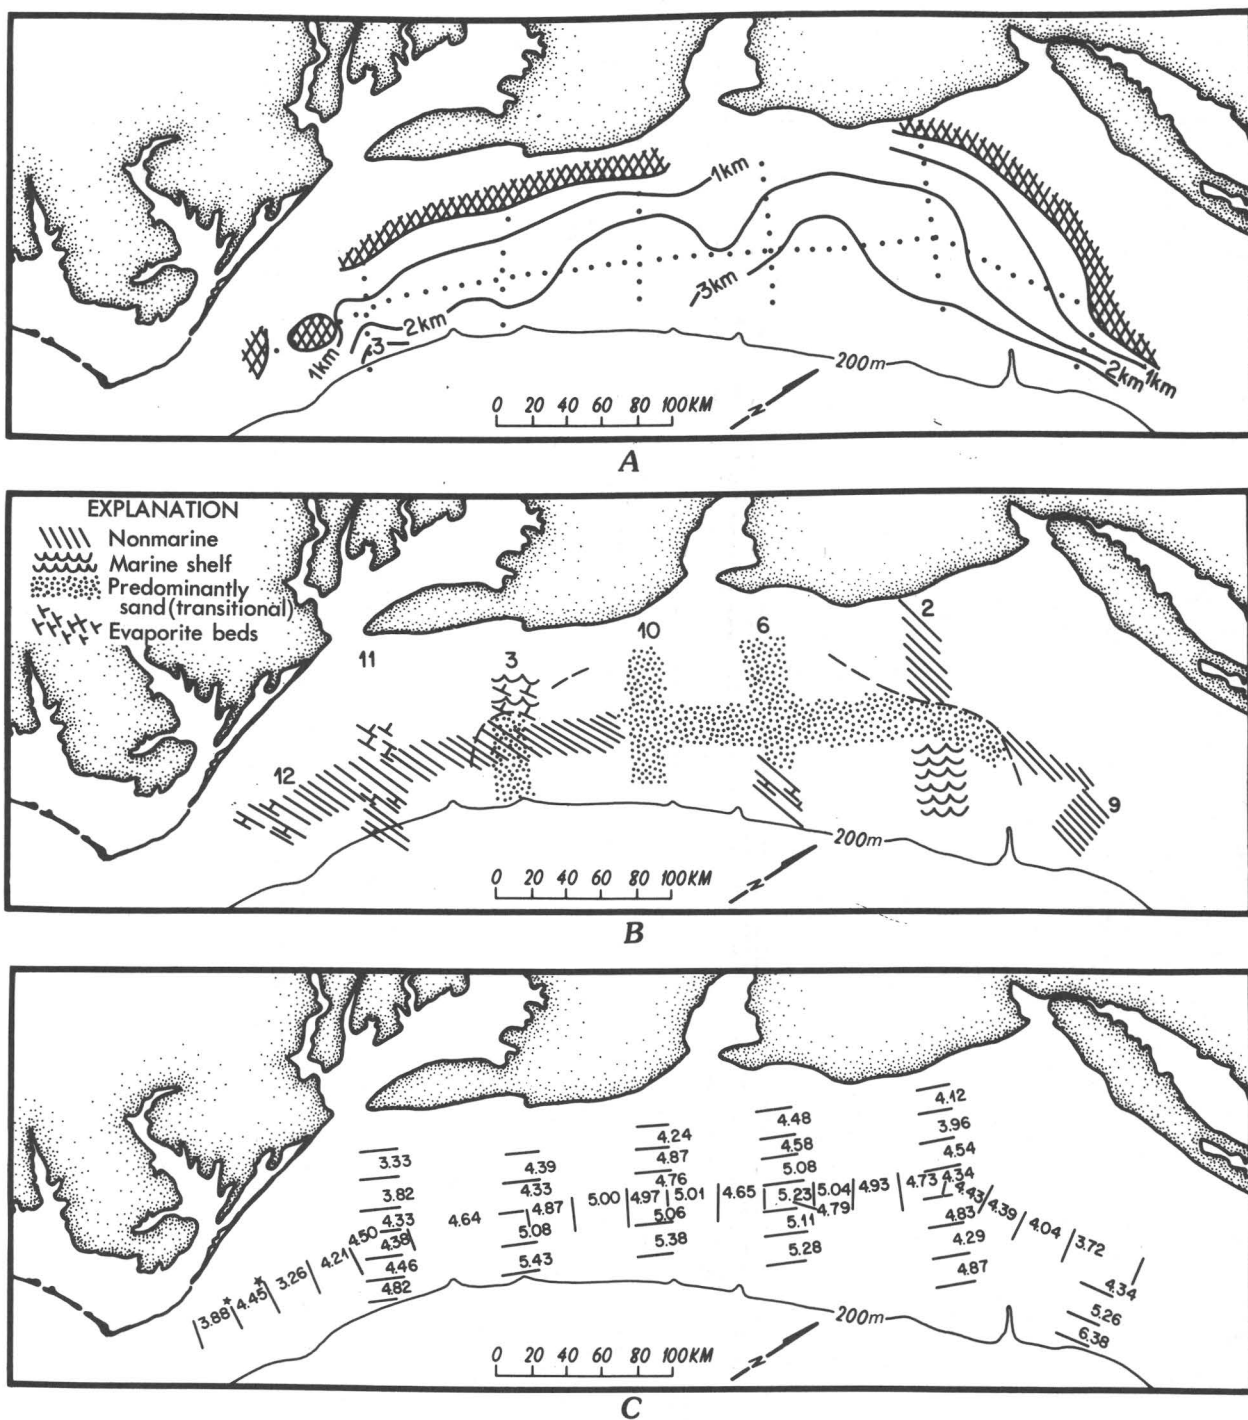 1km
3km
2km
1km
3
2km
1km
200m
0 20 40 60 80 100KM
N
A
EXPLANATION
Nonmarine
Marine shelf
Predominantly
sand (transitional)
Evaporite beds
11
3
10
6
2
12
9
200m
0 20 40 60 80 100KM
N
B
4.12
4.48
3.96
4.24
4.58
4.54
3.33
4.39
4.87
5.08
4.34
3.82
4.33
4.76
4.43
5.00
4.97
5.01
4.65
5.23
5.04
4.93
4.73
4.39
4.33
4.64
4.87
5.06
5.11
4.79
4.83
4.04
4.50
4.38
5.08
5.38
5.28
4.29
3.72
4.21
4.46
5.43
4.87
4.34
3.88*
4.45*
3.26
4.82
5.26
6.38
200m
0 20 40 60 80 100KM
N
C